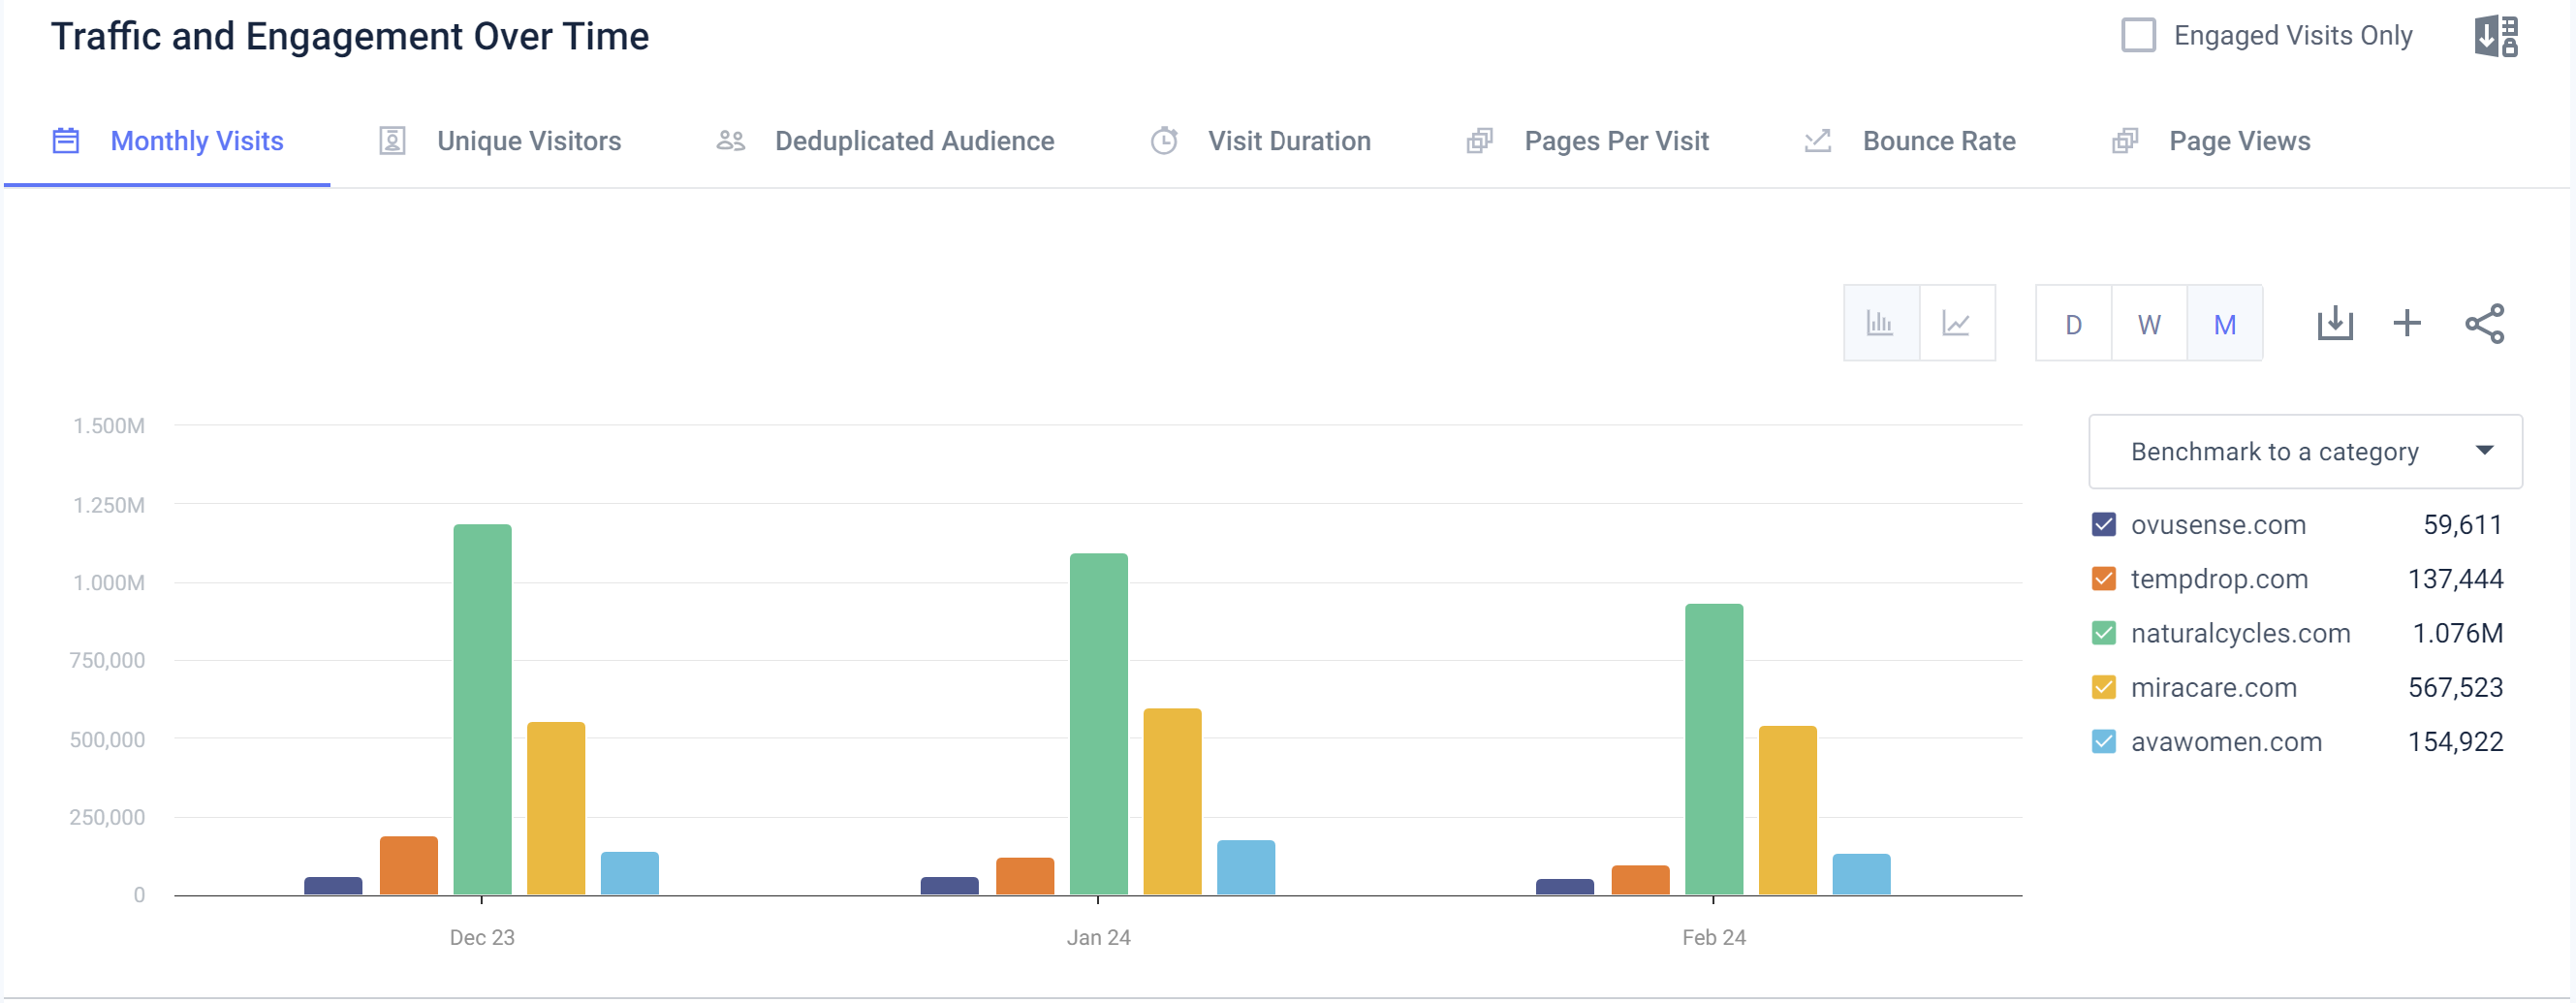 Traffic and Engagement Over Time
Engaged Visits Only
Monthly Visits
Unique Visitors
Deduplicated Audience
Visit Duration
Pages Per Visit
Bounce Rate
Page Views
D
W
M
Benchmark to a category
ovusense.com 59,611
tempdrop.com 137,444
naturalcycles.com 1.076M
miracare.com 567,523
avawomen.com 154,922
1.500M
1.250M
1.000M
750,000
500,000
250,000
0
Dec 23
Jan 24
Feb 24